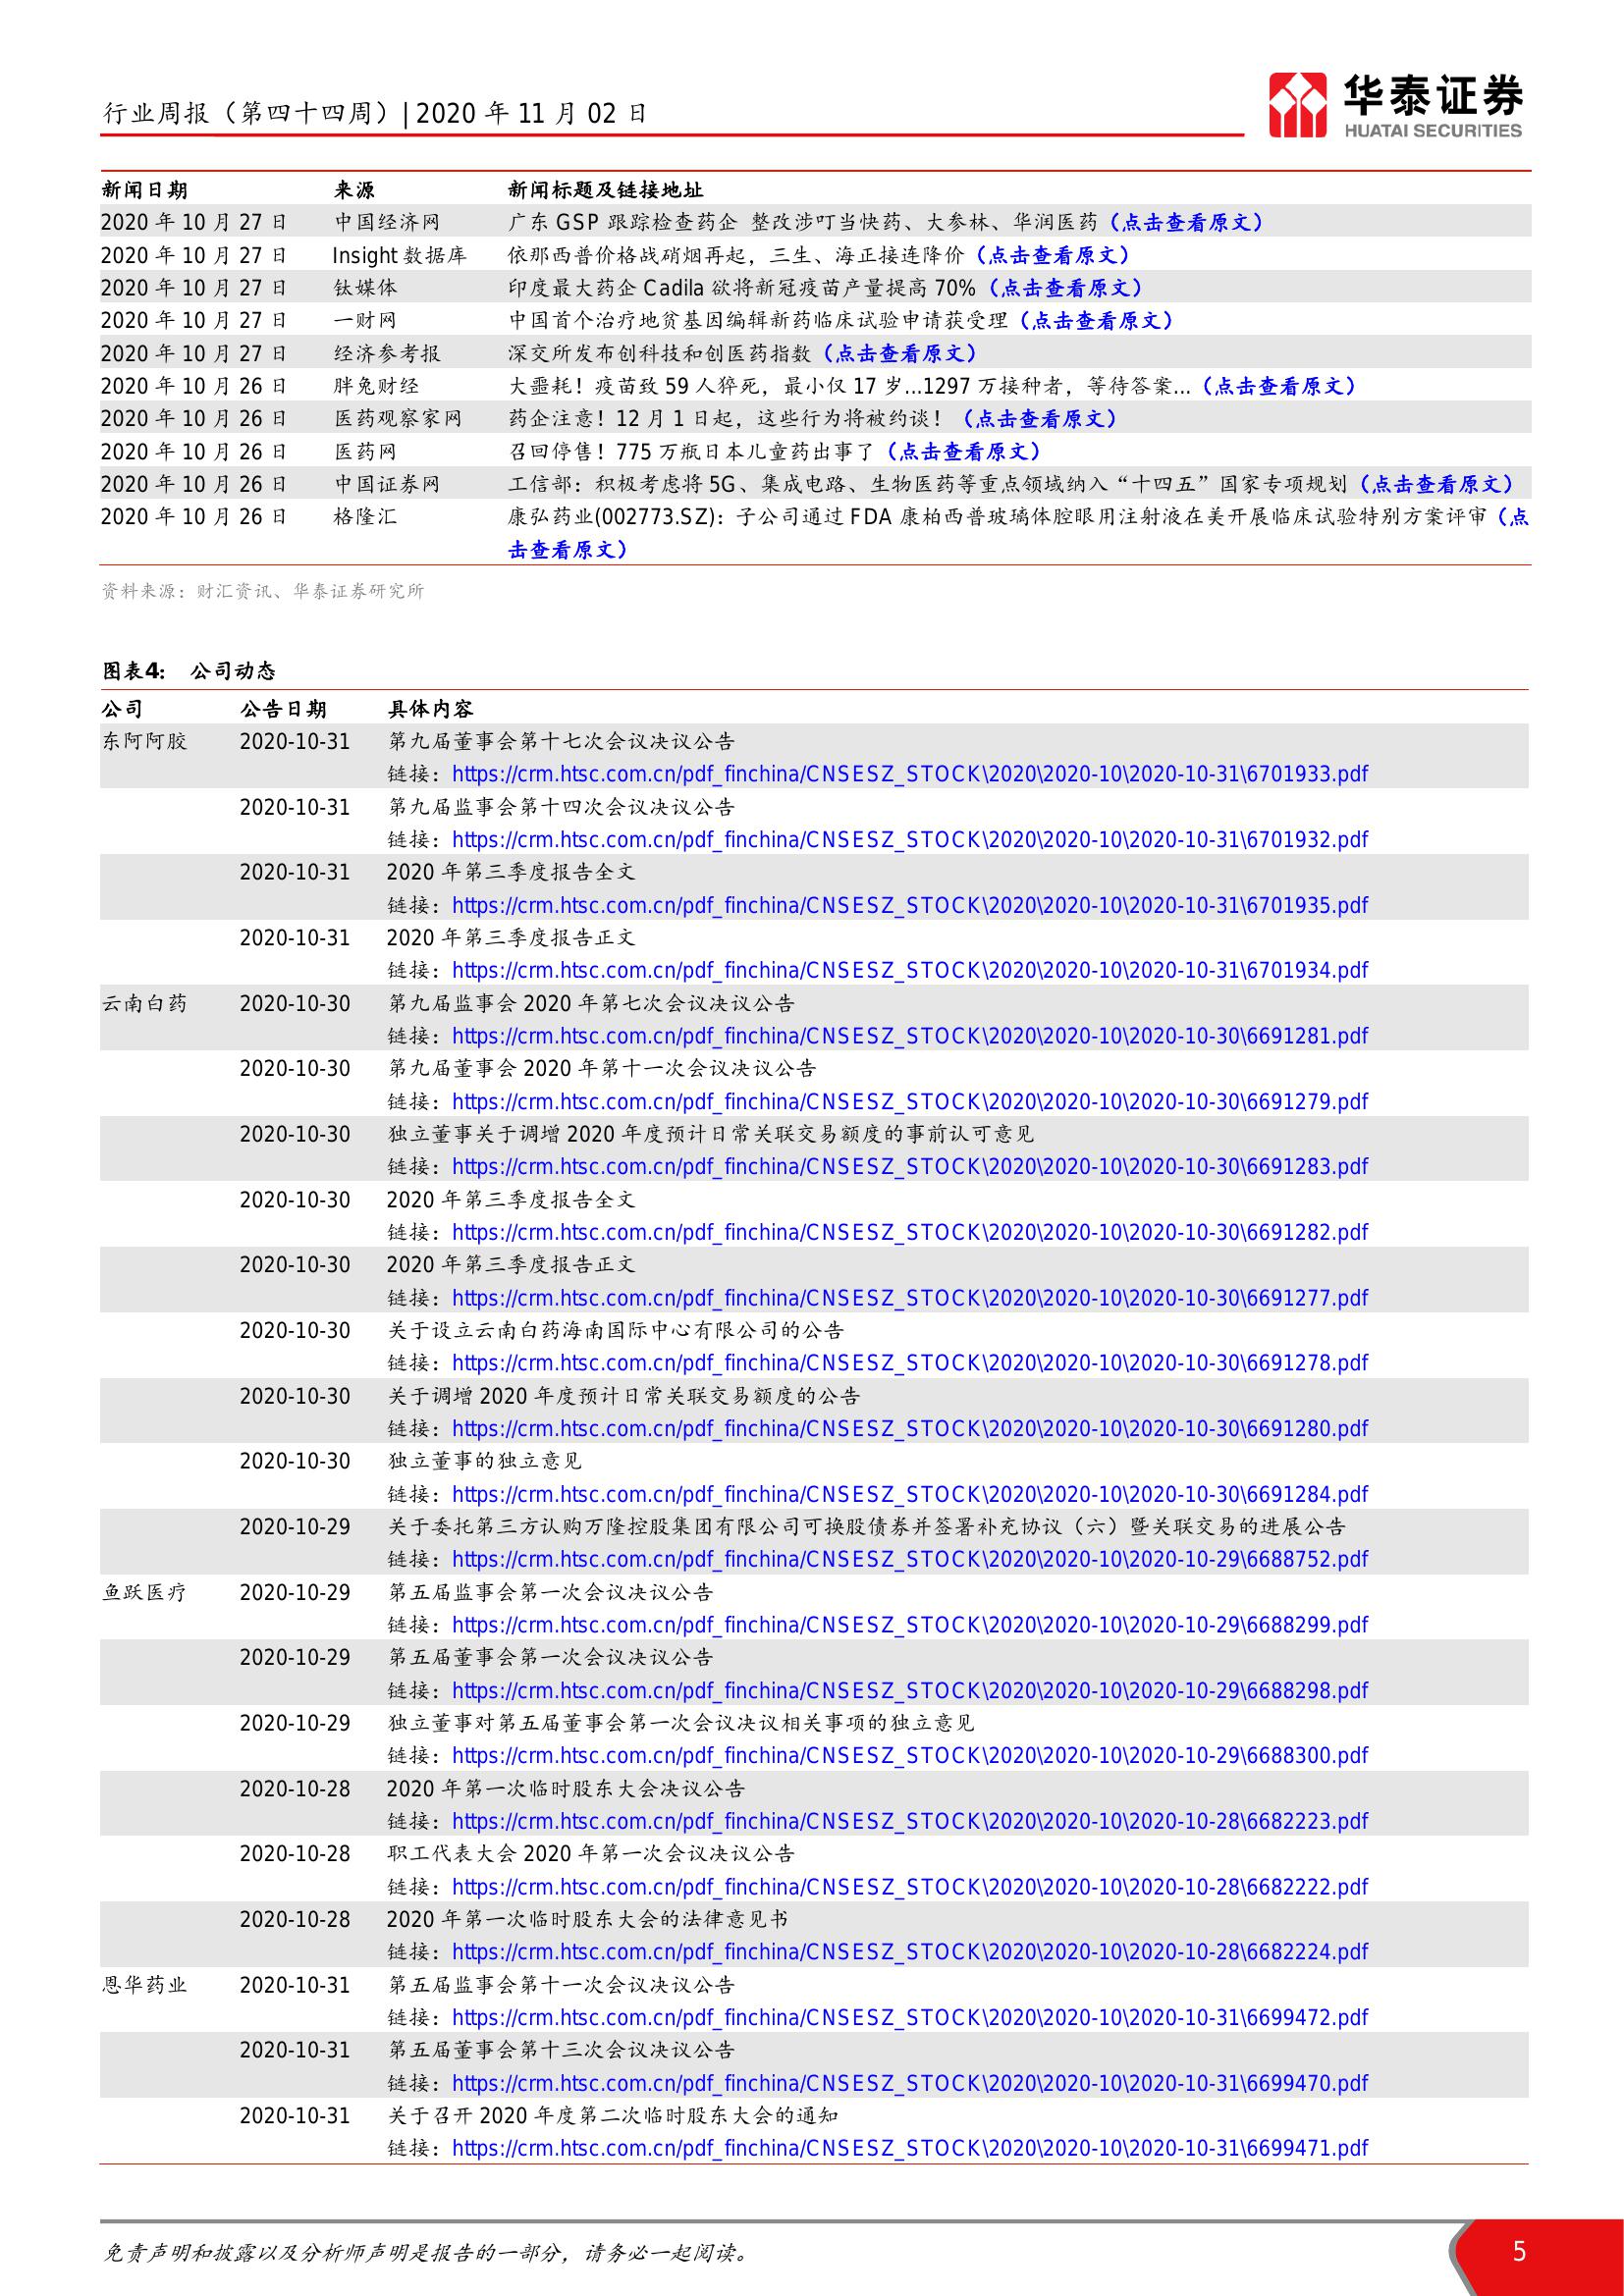 行业周报（第四十四周）| 2020 年 11 月 02 日
华泰证券
HUATAI SECURITIES
新闻日期 来源 新闻标题及链接地址
2020 年 10 月 27 日 中国经济网 广东 GSP 跟踪检查药企 整改涉叮当快药、大参林、华润医药（点击查看原文）
2020 年 10 月 27 日 Insight 数据库 依那西普价格战硝烟再起，三生、海正接连降价（点击查看原文）
2020 年 10 月 27 日 钛媒体 印度最大药企 Cadila 欲将新冠疫苗产量提高 70%（点击查看原文）
2020 年 10 月 27 日 一财网 中国首个治疗地贫基因编辑新药临床试验申请获受理（点击查看原文）
2020 年 10 月 27 日 经济参考报 深交所发布创科技和创医药指数（点击查看原文）
2020 年 10 月 26 日 胖兔财经 大噩耗！疫苗致 59 人猝死，最小仅 17 岁...1297 万接种者，等待答案...（点击查看原文）
2020 年 10 月 26 日 医药观察家网 药企注意！12 月 1 日起，这些行为将被约谈！（点击查看原文）
2020 年 10 月 26 日 医药网 召回停售！775 万瓶日本儿童药出事了（点击查看原文）
2020 年 10 月 26 日 中国证券网 工信部：积极考虑将 5G、集成电路、生物医药等重点领域纳入“十四五”国家专项规划（点击查看原文）
2020 年 10 月 26 日 格隆汇 康弘药业(002773.SZ)：子公司通过 FDA 康柏西普玻璃体腔眼用注射液在美开展临床试验特别方案评审（点
击查看原文）
资料来源：财汇资讯、华泰证券研究所
图表4： 公司动态
公司 公告日期 具体内容
东阿阿胶 2020-10-31 第九届董事会第十七次会议决议公告
链接：https://crm.htsc.com.cn/pdf_finchina/CNSESZ_STOCK\2020\2020-10\2020-10-31\6701933.pdf
2020-10-31 第九届监事会第十四次会议决议公告
链接：https://crm.htsc.com.cn/pdf_finchina/CNSESZ_STOCK\2020\2020-10\2020-10-31\6701932.pdf
2020-10-31 2020 年第三季度报告全文
链接：https://crm.htsc.com.cn/pdf_finchina/CNSESZ_STOCK\2020\2020-10\2020-10-31\6701935.pdf
2020-10-31 2020 年第三季度报告正文
链接：https://crm.htsc.com.cn/pdf_finchina/CNSESZ_STOCK\2020\2020-10\2020-10-31\6701934.pdf
云南白药 2020-10-30 第九届监事会 2020 年第七次会议决议公告
链接：https://crm.htsc.com.cn/pdf_finchina/CNSESZ_STOCK\2020\2020-10\2020-10-30\6691281.pdf
2020-10-30 第九届董事会 2020 年第十一次会议决议公告
链接：https://crm.htsc.com.cn/pdf_finchina/CNSESZ_STOCK\2020\2020-10\2020-10-30\6691279.pdf
2020-10-30 独立董事关于调增 2020 年度预计日常关联交易额度的事前认可意见
链接：https://crm.htsc.com.cn/pdf_finchina/CNSESZ_STOCK\2020\2020-10\2020-10-30\6691283.pdf
2020-10-30 2020 年第三季度报告全文
链接：https://crm.htsc.com.cn/pdf_finchina/CNSESZ_STOCK\2020\2020-10\2020-10-30\6691282.pdf
2020-10-30 2020 年第三季度报告正文
链接：https://crm.htsc.com.cn/pdf_finchina/CNSESZ_STOCK\2020\2020-10\2020-10-30\6691277.pdf
2020-10-30 关于设立云南白药海南国际中心有限公司的公告
链接：https://crm.htsc.com.cn/pdf_finchina/CNSESZ_STOCK\2020\2020-10\2020-10-30\6691278.pdf
2020-10-30 关于调增 2020 年度预计日常关联交易额度的公告
链接：https://crm.htsc.com.cn/pdf_finchina/CNSESZ_STOCK\2020\2020-10\2020-10-30\6691280.pdf
2020-10-30 独立董事的独立意见
链接：https://crm.htsc.com.cn/pdf_finchina/CNSESZ_STOCK\2020\2020-10\2020-10-30\6691284.pdf
2020-10-29 关于委托第三方认购万隆控股集团有限公司可换股债券并签署补充协议（六）暨关联交易的进展公告
链接：https://crm.htsc.com.cn/pdf_finchina/CNSESZ_STOCK\2020\2020-10\2020-10-29\6688752.pdf
鱼跃医疗 2020-10-29 第五届监事会第一次会议决议公告
链接：https://crm.htsc.com.cn/pdf_finchina/CNSESZ_STOCK\2020\2020-10\2020-10-29\6688299.pdf
2020-10-29 第五届董事会第一次会议决议公告
链接：https://crm.htsc.com.cn/pdf_finchina/CNSESZ_STOCK\2020\2020-10\2020-10-29\6688298.pdf
2020-10-29 独立董事对第五届董事会第一次会议决议相关事项的独立意见
链接：https://crm.htsc.com.cn/pdf_finchina/CNSESZ_STOCK\2020\2020-10\2020-10-29\6688300.pdf
2020-10-28 2020 年第一次临时股东大会决议公告
链接：https://crm.htsc.com.cn/pdf_finchina/CNSESZ_STOCK\2020\2020-10\2020-10-28\6682223.pdf
2020-10-28 职工代表大会 2020 年第一次会议决议公告
链接：https://crm.htsc.com.cn/pdf_finchina/CNSESZ_STOCK\2020\2020-10\2020-10-28\6682222.pdf
2020-10-28 2020 年第一次临时股东大会的法律意见书
链接：https://crm.htsc.com.cn/pdf_finchina/CNSESZ_STOCK\2020\2020-10\2020-10-28\6682224.pdf
恩华药业 2020-10-31 第五届监事会第十一次会议决议公告
链接：https://crm.htsc.com.cn/pdf_finchina/CNSESZ_STOCK\2020\2020-10\2020-10-31\6699472.pdf
2020-10-31 第五届董事会第十三次会议决议公告
链接：https://crm.htsc.com.cn/pdf_finchina/CNSESZ_STOCK\2020\2020-10\2020-10-31\6699470.pdf
2020-10-31 关于召开 2020 年度第二次临时股东大会的通知
链接：https://crm.htsc.com.cn/pdf_finchina/CNSESZ_STOCK\2020\2020-10\2020-10-31\6699471.pdf
免责声明和披露以及分析师声明是报告的一部分，请务必一起阅读。 5